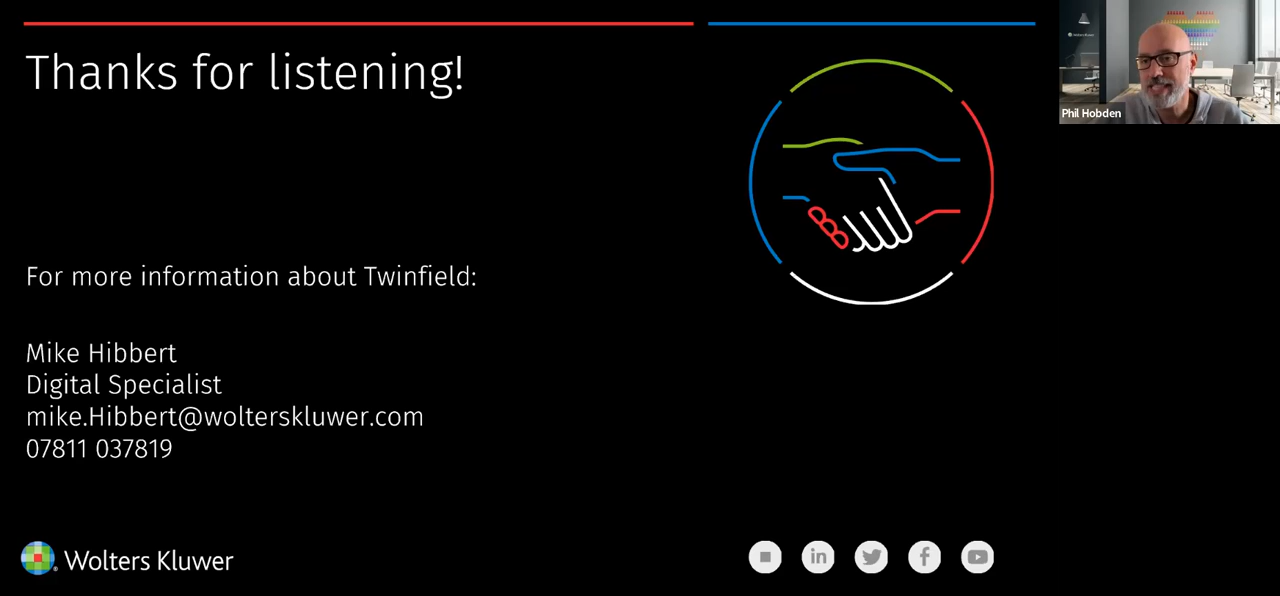 Thanks for listening!
Phil Hobden
For more information about Twinfield:
Mike Hibbert
Digital Specialist
mike.Hibbert@wolterskluwer.com
07811 037819
Wolters Kluwer
in